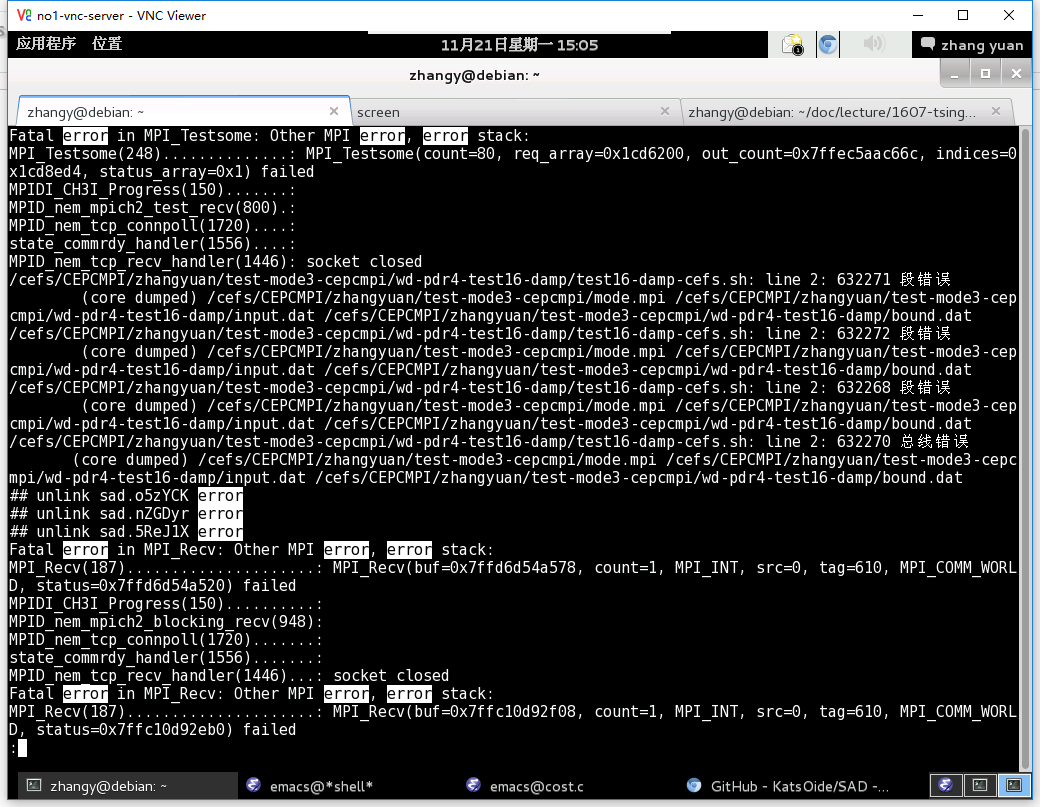 no1-vnc-server - VNC Viewer
应用程序 位置 11月21日星期一 15:05 zhang yuan
zhangy@debian: ~
zhangy@debian: ~ screen zhangy@debian: ~/doc/lecture/1607-tsing...
Fatal error in MPI_Testsome: Other MPI error, error stack:
MPI_Testsome(248)..............: MPI_Testsome(count=80, req_array=0x1cd6200, out_count=0x7ffec5aac66c, indices=0
x1cd8ed4, status_array=0x1) failed
MPIDI_CH3I_Progress(150).......:
MPID_nem_mpich2_test_recv(800).:
MPID_nem_tcp_connpoll(1720)....:
state_commrdy_handler(1556)....:
MPID_nem_tcp_recv_handler(1446): socket closed
/cefs/CEPCMPI/zhangyuan/test-mode3-cepcmpi/wd-pdr4-test16-damp/test16-damp-cefs.sh: line 2: 632271 段错误
(core dumped) /cefs/CEPCMPI/zhangyuan/test-mode3-cepcmpi/mode.mpi /cefs/CEPCMPI/zhangyuan/test-mode3-cep
cmpi/wd-pdr4-test16-damp/input.dat /cefs/CEPCMPI/zhangyuan/test-mode3-cepcmpi/wd-pdr4-test16-damp/bound.dat
/cefs/CEPCMPI/zhangyuan/test-mode3-cepcmpi/wd-pdr4-test16-damp/test16-damp-cefs.sh: line 2: 632272 段错误
(core dumped) /cefs/CEPCMPI/zhangyuan/test-mode3-cepcmpi/mode.mpi /cefs/CEPCMPI/zhangyuan/test-mode3-cep
cmpi/wd-pdr4-test16-damp/input.dat /cefs/CEPCMPI/zhangyuan/test-mode3-cepcmpi/wd-pdr4-test16-damp/bound.dat
/cefs/CEPCMPI/zhangyuan/test-mode3-cepcmpi/wd-pdr4-test16-damp/test16-damp-cefs.sh: line 2: 632268 段错误
(core dumped) /cefs/CEPCMPI/zhangyuan/test-mode3-cepcmpi/mode.mpi /cefs/CEPCMPI/zhangyuan/test-mode3-cep
cmpi/wd-pdr4-test16-damp/input.dat /cefs/CEPCMPI/zhangyuan/test-mode3-cepcmpi/wd-pdr4-test16-damp/bound.dat
/cefs/CEPCMPI/zhangyuan/test-mode3-cepcmpi/wd-pdr4-test16-damp/test16-damp-cefs.sh: line 2: 632270 总线错误
(core dumped) /cefs/CEPCMPI/zhangyuan/test-mode3-cepcmpi/mode.mpi /cefs/CEPCMPI/zhangyuan/test-mode3-cepc
mpi/wd-pdr4-test16-damp/input.dat /cefs/CEPCMPI/zhangyuan/test-mode3-cepcmpi/wd-pdr4-test16-damp/bound.dat
## unlink sad.o5zYCK error
## unlink sad.nZGDyr error
## unlink sad.5ReJ1X error
Fatal error in MPI_Recv: Other MPI error, error stack:
MPI_Recv(187).....................: MPI_Recv(buf=0x7ffd6d54a578, count=1, MPI_INT, src=0, tag=610, MPI_COMM_WORL
D, status=0x7ffd6d54a520) failed
MPIDI_CH3I_Progress(150)..........:
MPID_nem_mpich2_blocking_recv(948):
MPID_nem_tcp_connpoll(1720).......:
state_commrdy_handler(1556).......:
MPID_nem_tcp_recv_handler(1446)...: socket closed
Fatal error in MPI_Recv: Other MPI error, error stack:
MPI_Recv(187).....................: MPI_Recv(buf=0x7ffc10d92f08, count=1, MPI_INT, src=0, tag=610, MPI_COMM_WORL
D, status=0x7ffc10d92eb0) failed
:
zhangy@debian: ~ emacs@*shell* emacs@cost.c GitHub - KatsOide/SAD -...